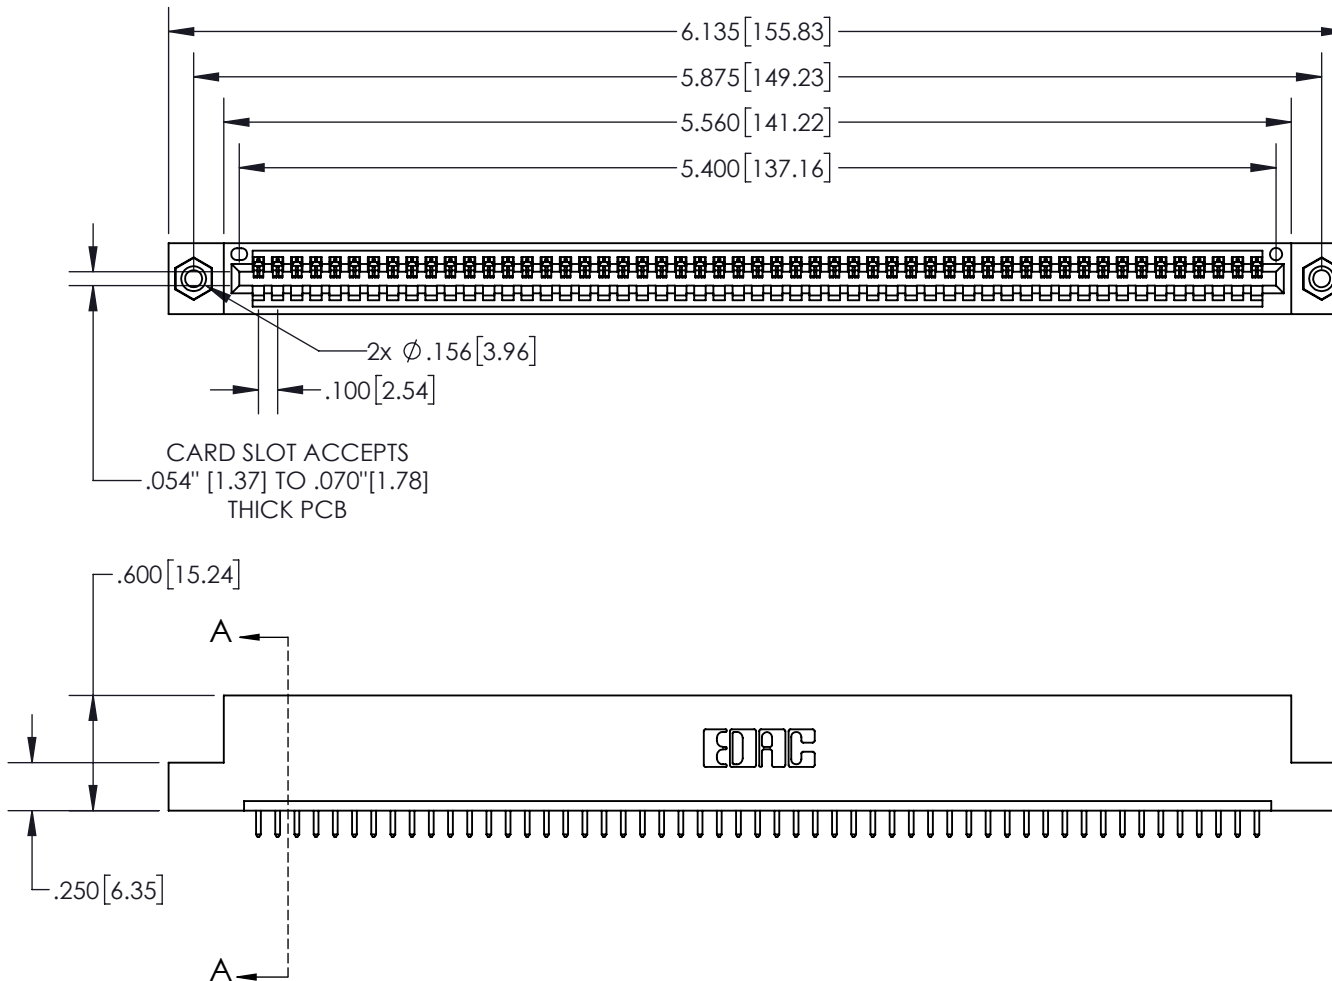 6.135[155.83]
5.875[149.23]
5.560[141.22]
5.400[137.16]
2x Ø.156[3.96]
.100[2.54]
CARD SLOT ACCEPTS
.054" [1.37] TO .070"[1.78]
THICK PCB
.600[15.24]
A
EDAC
.250[6.35]
A